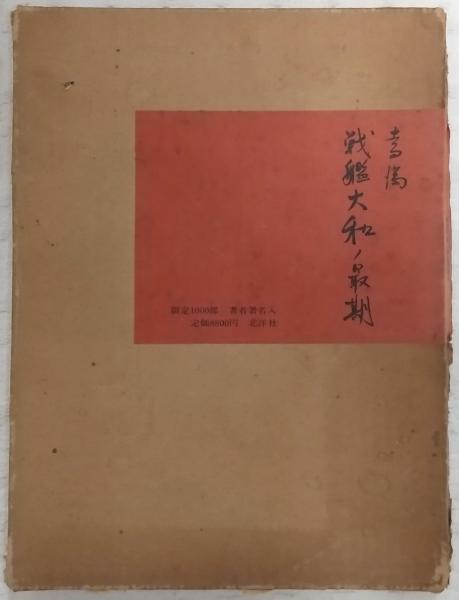 戦艦大和ノ最期
限定1000部 著者署名入
定価8800円 北洋社